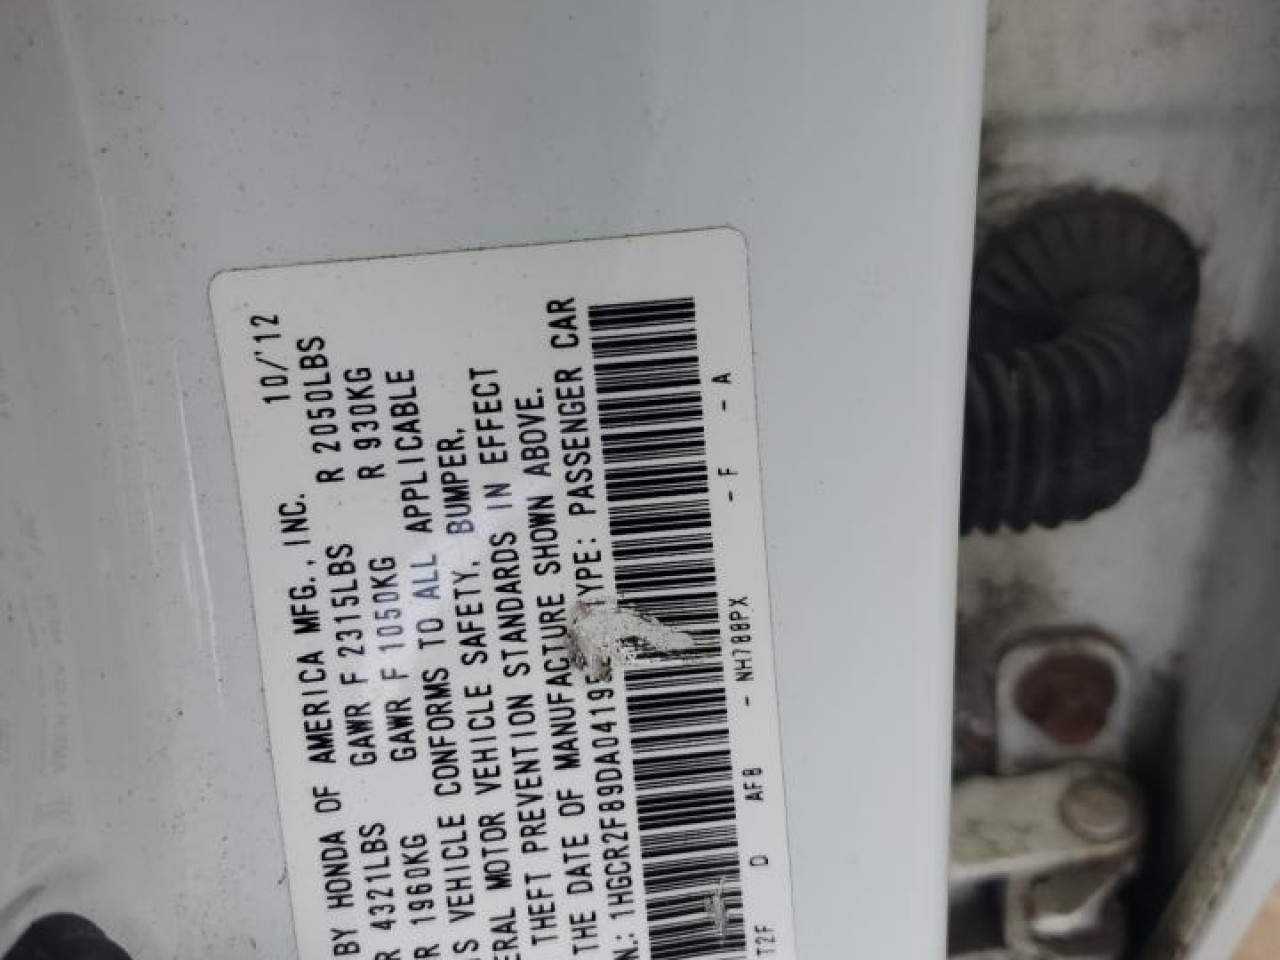 BY HONDA OF AMERICA MFG., INC. 10/'12
4321LBS GAWR F 2315LBS R 2050LBS
1960KG GAWR F 1050KG R 930KG
VEHICLE CONFORMS TO ALL APPLICABLE
MOTOR VEHICLE SAFETY, BUMPER,
THEFT PREVENTION STANDARDS IN EFFECT
THE DATE OF MANUFACTURE SHOWN ABOVE.
N.: 1HGCR2F89DA0419 YPE: PASSENGER CAR
T2F D AF8 - NH788PX - F - A